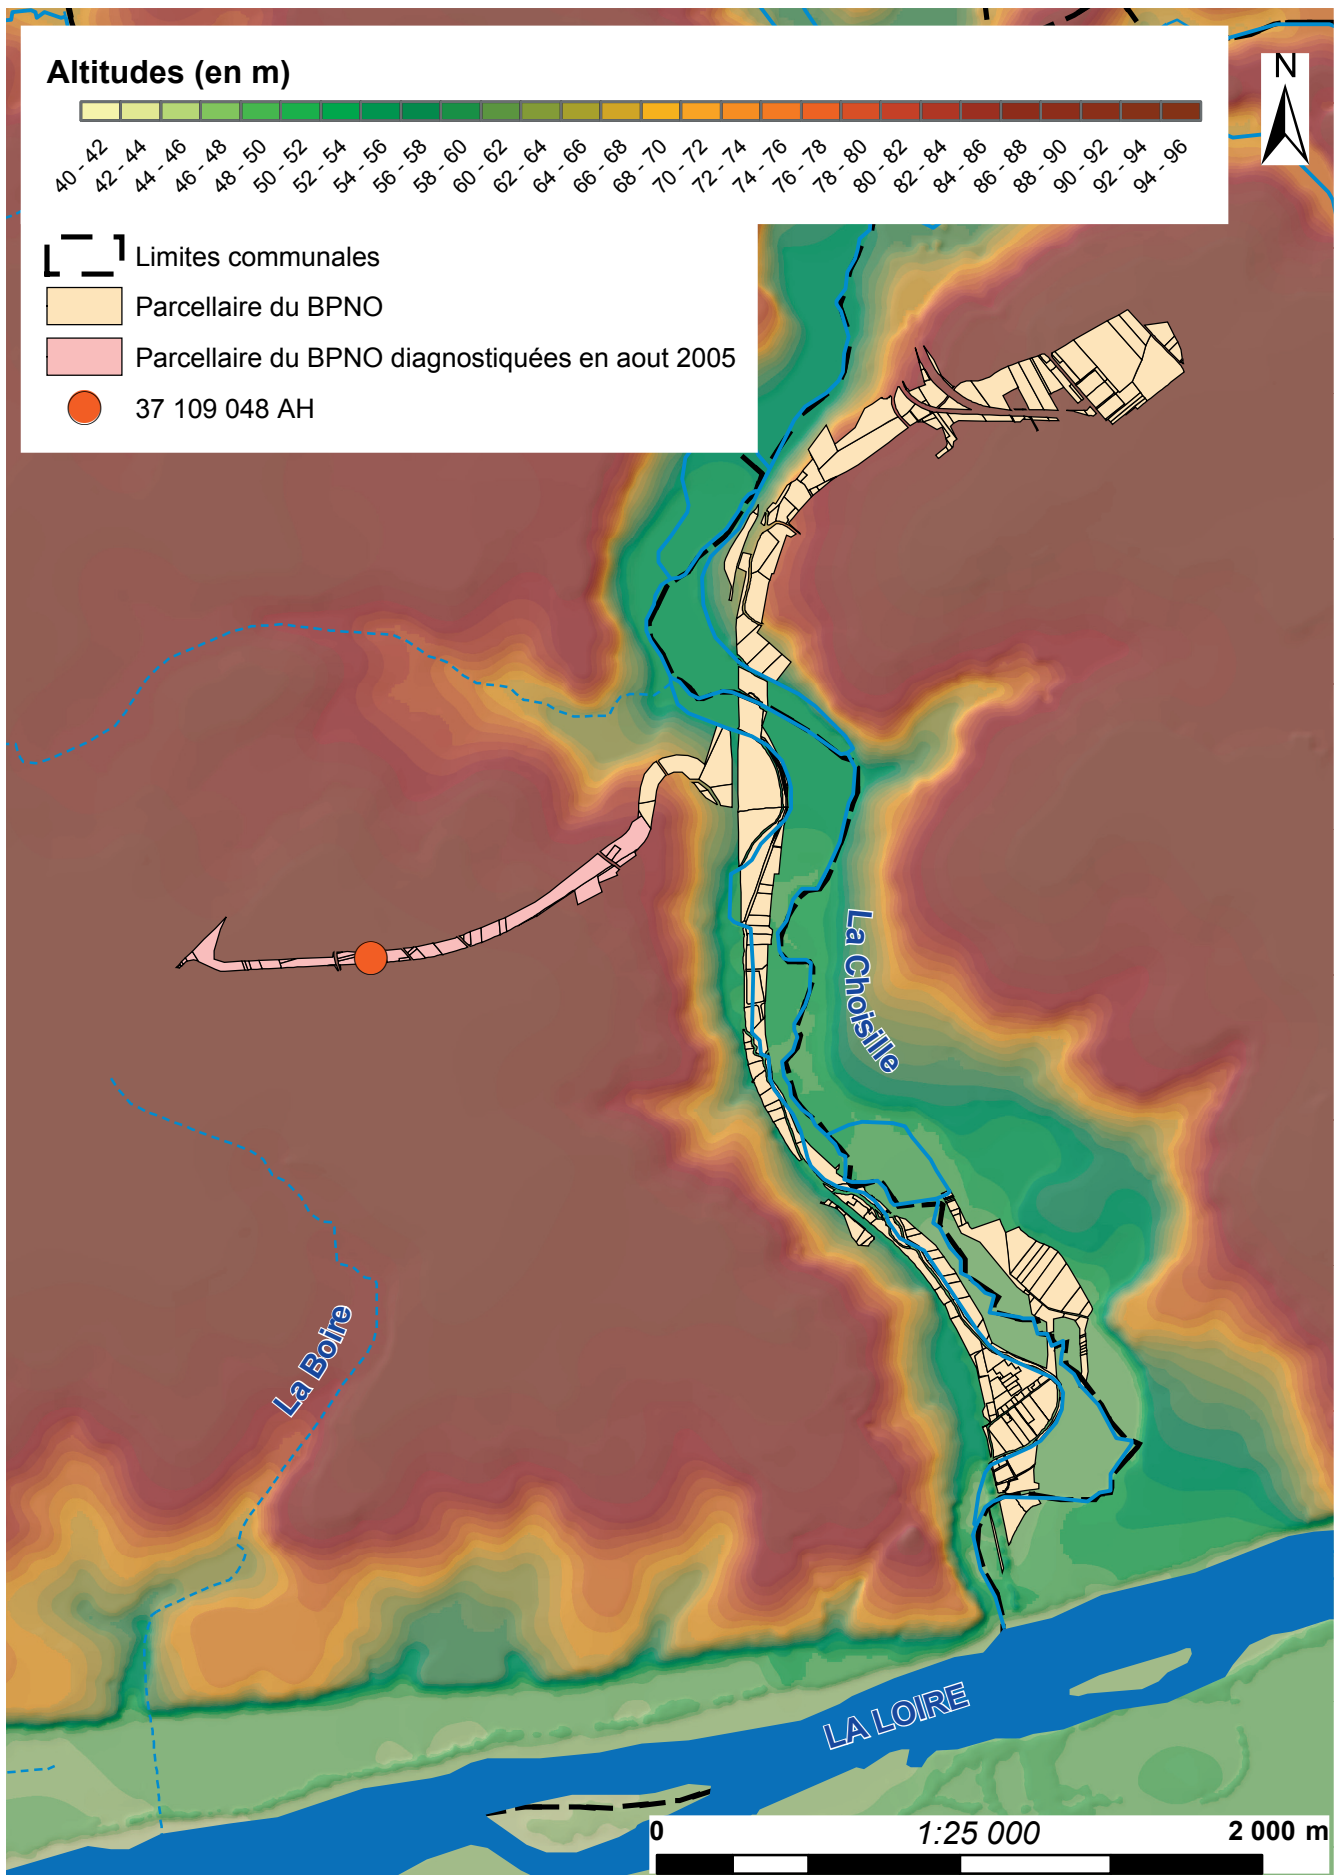 Altitudes (en m)
N
40 - 42
42 - 44
44 - 46
46 - 48
48 - 50
50 - 52
52 - 54
54 - 56
56 - 58
58 - 60
60 - 62
62 - 64
64 - 66
66 - 68
68 - 70
70 - 72
72 - 74
74 - 76
76 - 78
78 - 80
80 - 82
82 - 84
84 - 86
86 - 88
88 - 90
90 - 92
92 - 94
94 - 96
Limites communales
Parcellaire du BPNO
Parcellaire du BPNO diagnostiquées en aout 2005
37 109 048 AH
La Choisille
La Boire
LA LOIRE
0 1:25 000 2 000 m